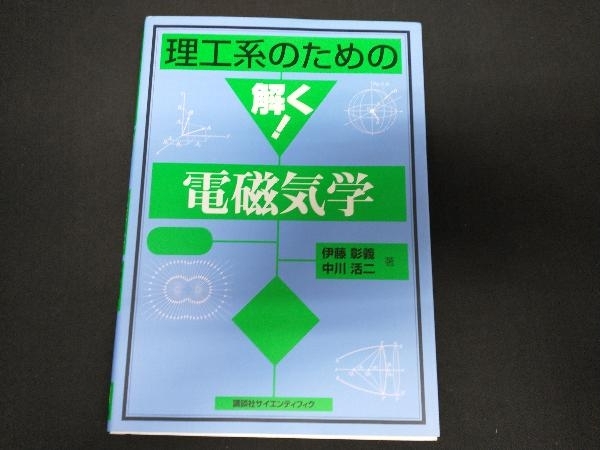 理工系のための
解く!
電磁気学
伊藤 彰義
中川 活二
著
講談社サイエンティフィク